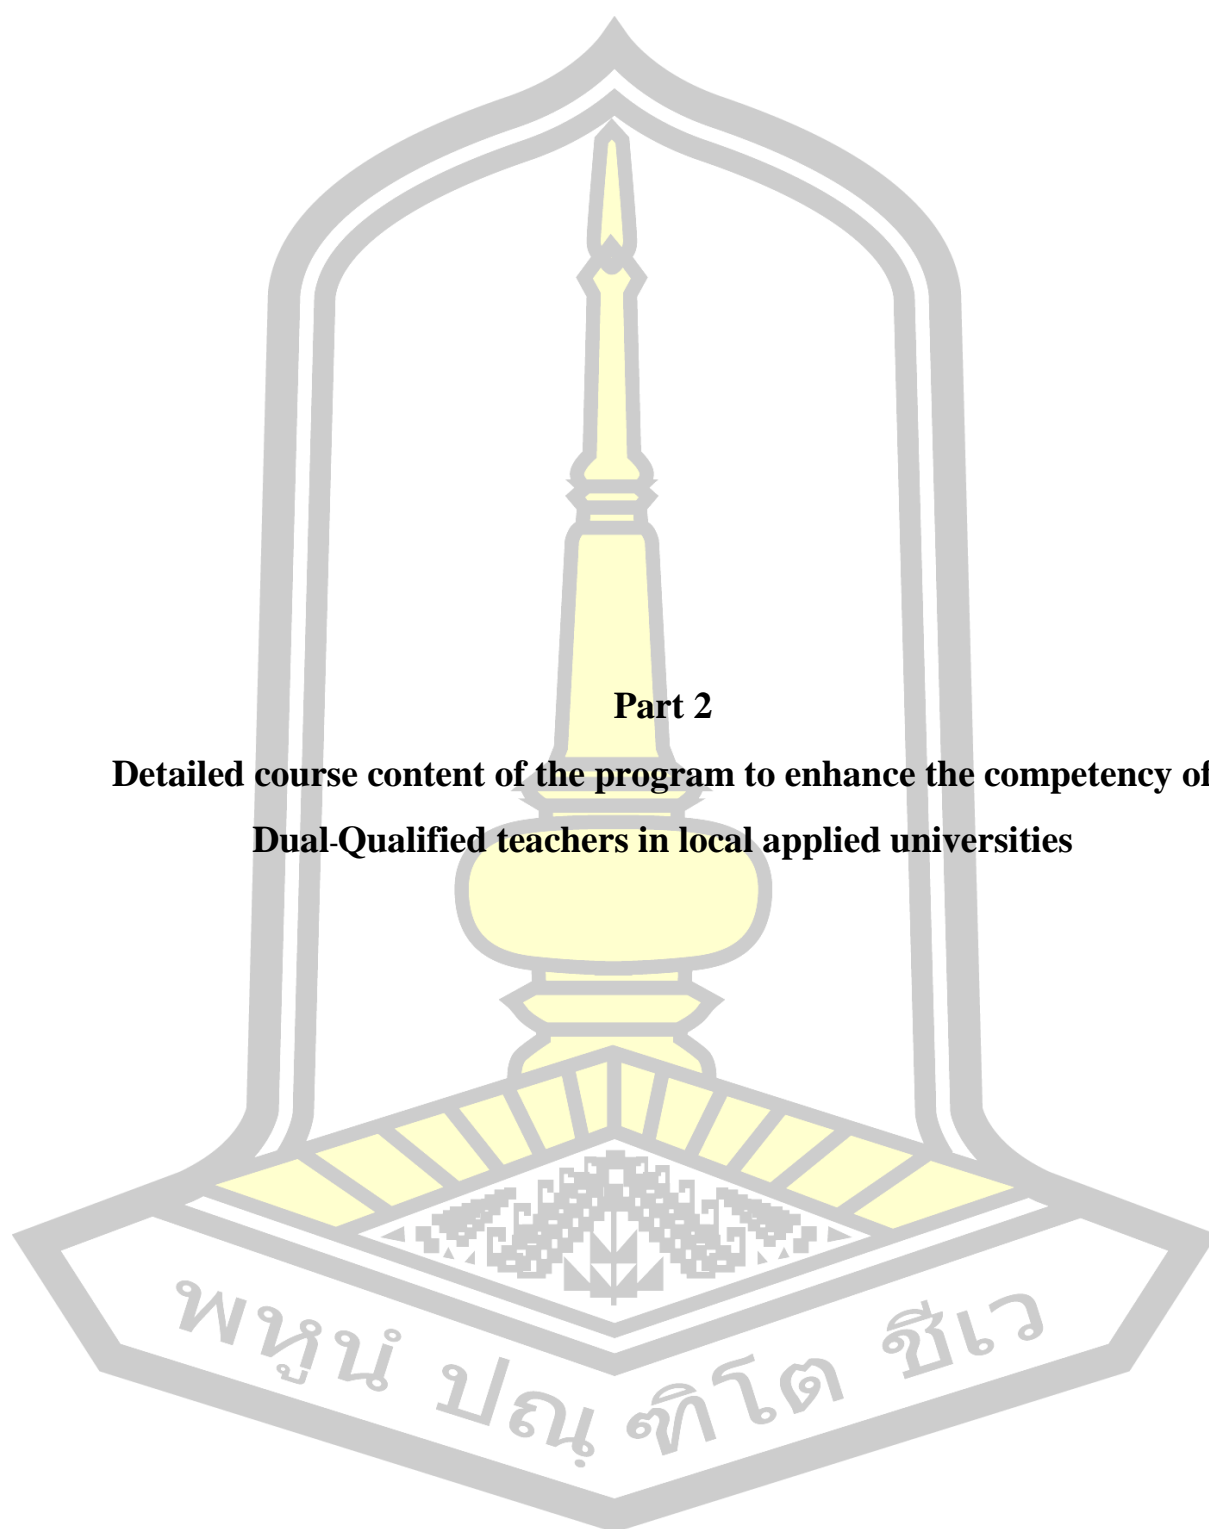 Part 2
Detailed course content of the program to enhance the competency of
Dual-Qualified teachers in local applied universities
พหูนํ ปณฺฑิโต ชีเว